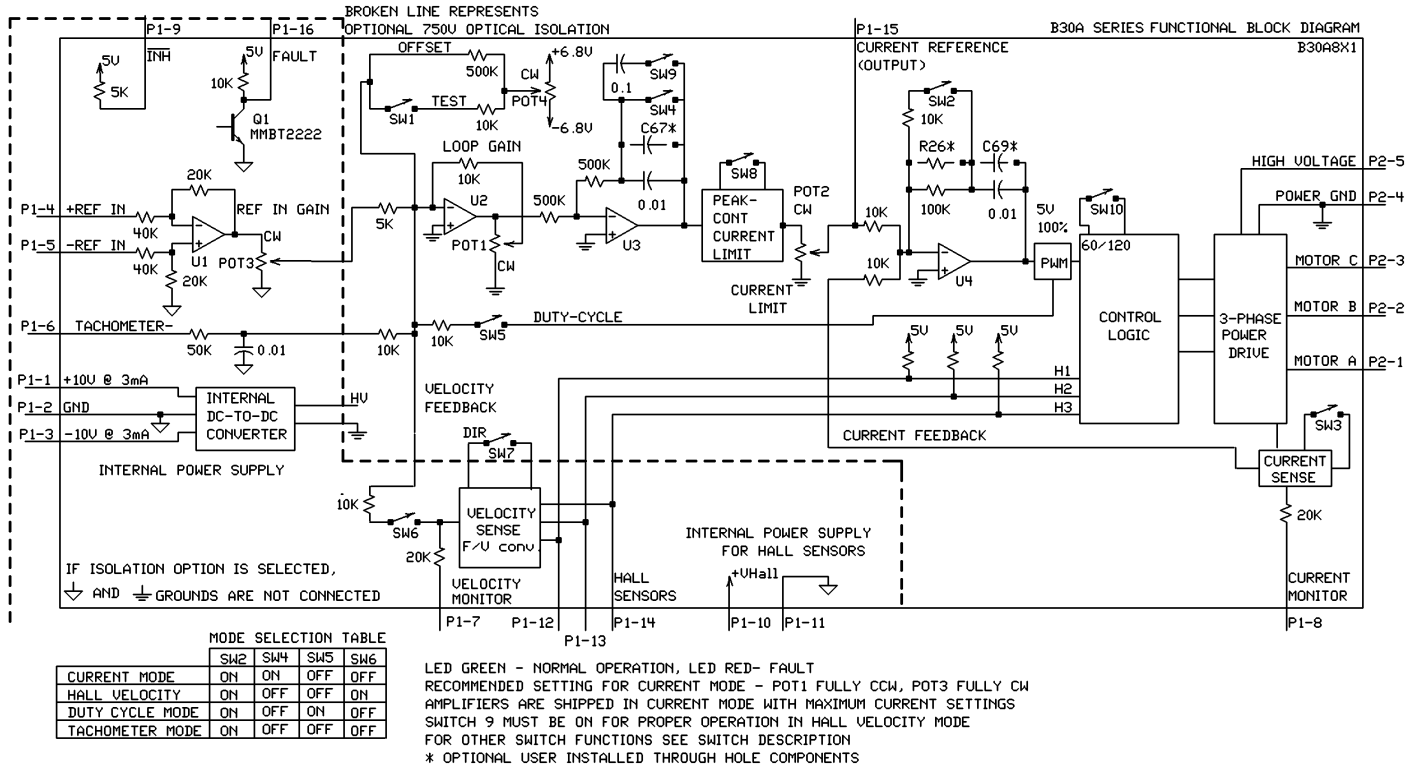 BROKEN LINE REPRESENTS
OPTIONAL 750V OPTICAL ISOLATION
B30A SERIES FUNCTIONAL BLOCK DIAGRAM
B30A8X1
P1-9
P1-16
P1-15
INH
FAULT
5V
5K
5V
10K
Q1
MMBT2222
OFFSET
500K
SW1
TEST
10K
CW
POT4
+6.8V
-6.8V
SW9
0.1
SW4
C67*
0.01
CURRENT REFERENCE
(OUTPUT)
SW2
10K
R26*
100K
C69*
0.01
P1-4
+REF IN
40K
P1-5
-REF IN
40K
20K
20K
U1
REF IN GAIN
CW
POT3
5K
LOOP GAIN
10K
U2
POT1
CW
500K
500K
U3
SW8
PEAK-
CONT
CURRENT
LIMIT
POT2
CW
CURRENT
LIMIT
10K
10K
U4
5V
100%
PWM
SW10
60/120
CONTROL
LOGIC
3-PHASE
POWER
DRIVE
HIGH VOLTAGE
P2-5
POWER GND
P2-4
MOTOR C
P2-3
MOTOR B
P2-2
MOTOR A
P2-1
P1-6
TACHOMETER-
50K
0.01
10K
10K
SW5
DUTY-CYCLE
5V
5V
5V
H1
H2
H3
P1-1
+10V @ 3mA
P1-2
GND
P1-3
-10V @ 3mA
INTERNAL
DC-TO-DC
CONVERTER
HV
INTERNAL POWER SUPPLY
VELOCITY
FEEDBACK
DIR
SW7
CURRENT FEEDBACK
SW3
CURRENT
SENSE
20K
10K
SW6
20K
VELOCITY
SENSE
F/V conv.
VELOCITY
MONITOR
HALL
SENSORS
INTERNAL POWER SUPPLY
FOR HALL SENSORS
+VHall
CURRENT
MONITOR
IF ISOLATION OPTION IS SELECTED,
AND GROUNDS ARE NOT CONNECTED
P1-7
P1-12
P1-13
P1-14
P1-10
P1-11
P1-8
MODE SELECTION TABLE
SW2 SW4 SW5 SW6
CURRENT MODE ON ON OFF OFF
HALL VELOCITY ON OFF OFF ON
DUTY CYCLE MODE ON OFF ON OFF
TACHOMETER MODE ON OFF OFF OFF
LED GREEN - NORMAL OPERATION, LED RED- FAULT
RECOMMENDED SETTING FOR CURRENT MODE - POT1 FULLY CCW, POT3 FULLY CW
AMPLIFIERS ARE SHIPPED IN CURRENT MODE WITH MAXIMUM CURRENT SETTINGS
SWITCH 9 MUST BE ON FOR PROPER OPERATION IN HALL VELOCITY MODE
FOR OTHER SWITCH FUNCTIONS SEE SWITCH DESCRIPTION
* OPTIONAL USER INSTALLED THROUGH HOLE COMPONENTS